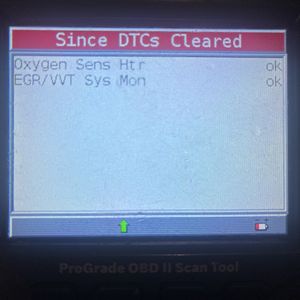 Since DTCs Cleared
Oxygen Sens Htr ok
EGR/VVT Sys Mon ok
ProGrade OBD II Scan Tool